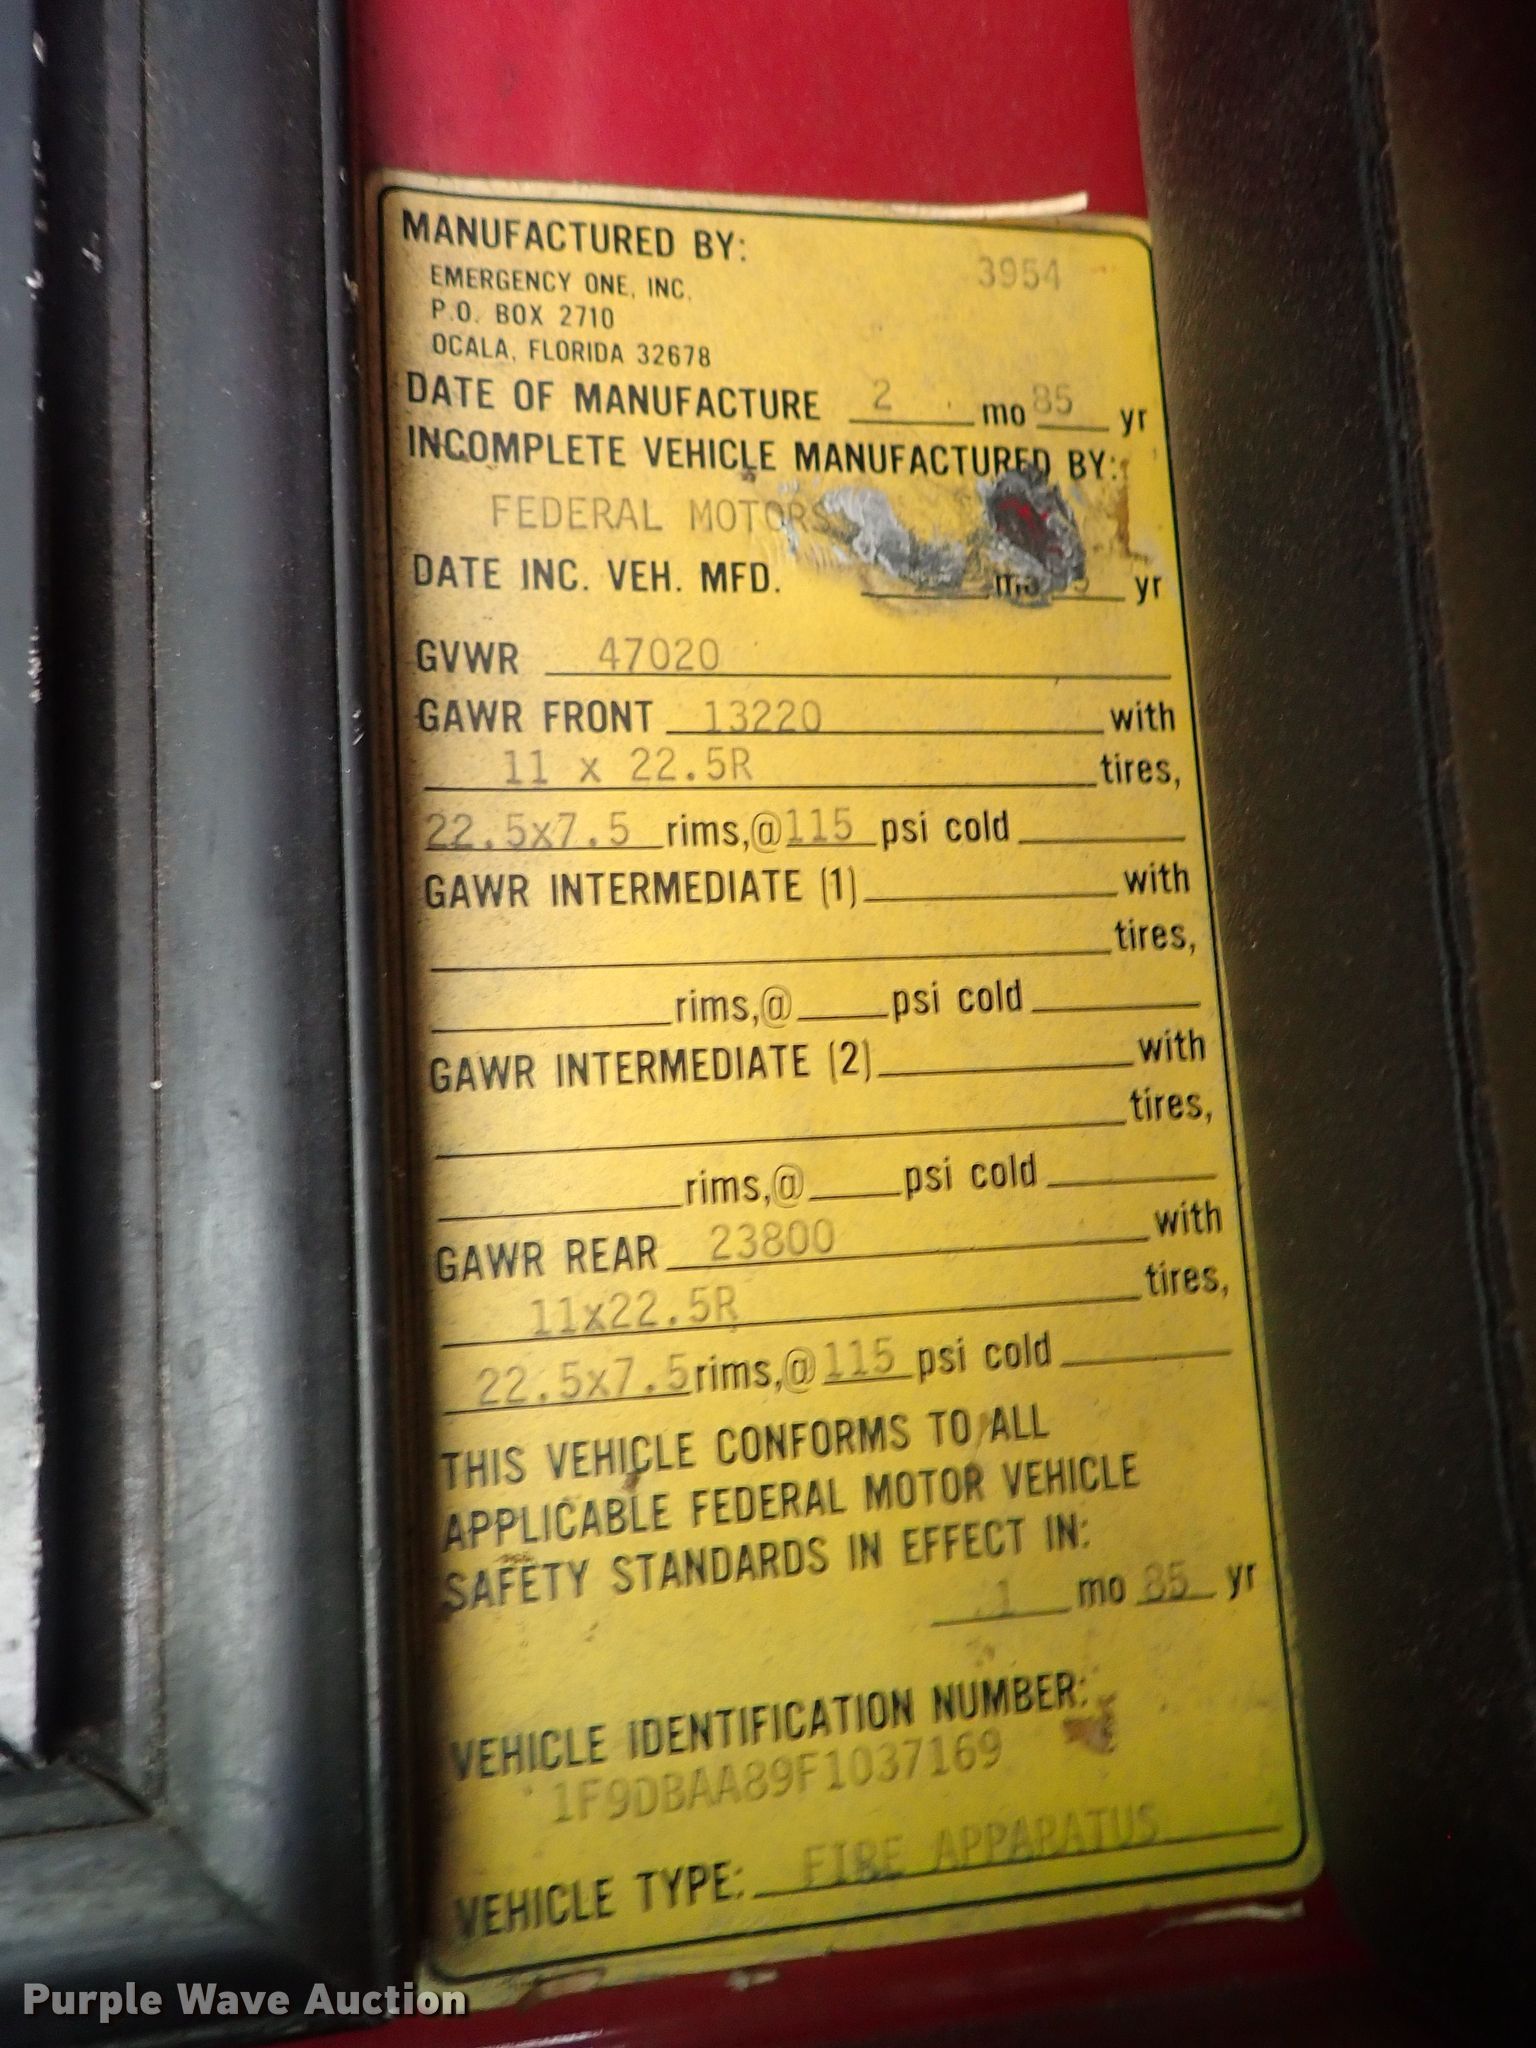 MANUFACTURED BY: 3954
EMERGENCY ONE, INC.
P.O. BOX 2710
OCALA, FLORIDA 32678
DATE OF MANUFACTURE 2 mo 85 yr
INCOMPLETE VEHICLE MANUFACTURED BY:
FEDERAL MOTORS
DATE INC. VEH. MFD. mo yr
GVWR 47020
GAWR FRONT 13220 with
11 x 22.5R tires,
22.5x7.5 rims,@ 115 psi cold
GAWR INTERMEDIATE (1) with
tires,
rims,@ psi cold
GAWR INTERMEDIATE (2) with
tires,
rims,@ psi cold
GAWR REAR 23800 with
11x22.5R tires,
22.5x7.5 rims,@ 115 psi cold
THIS VEHICLE CONFORMS TO ALL
APPLICABLE FEDERAL MOTOR VEHICLE
SAFETY STANDARDS IN EFFECT IN:
1 mo 85 yr
VEHICLE IDENTIFICATION NUMBER:
1F9DBAA89F1037169
VEHICLE TYPE: FIRE APPARATUS
Purple Wave Auction